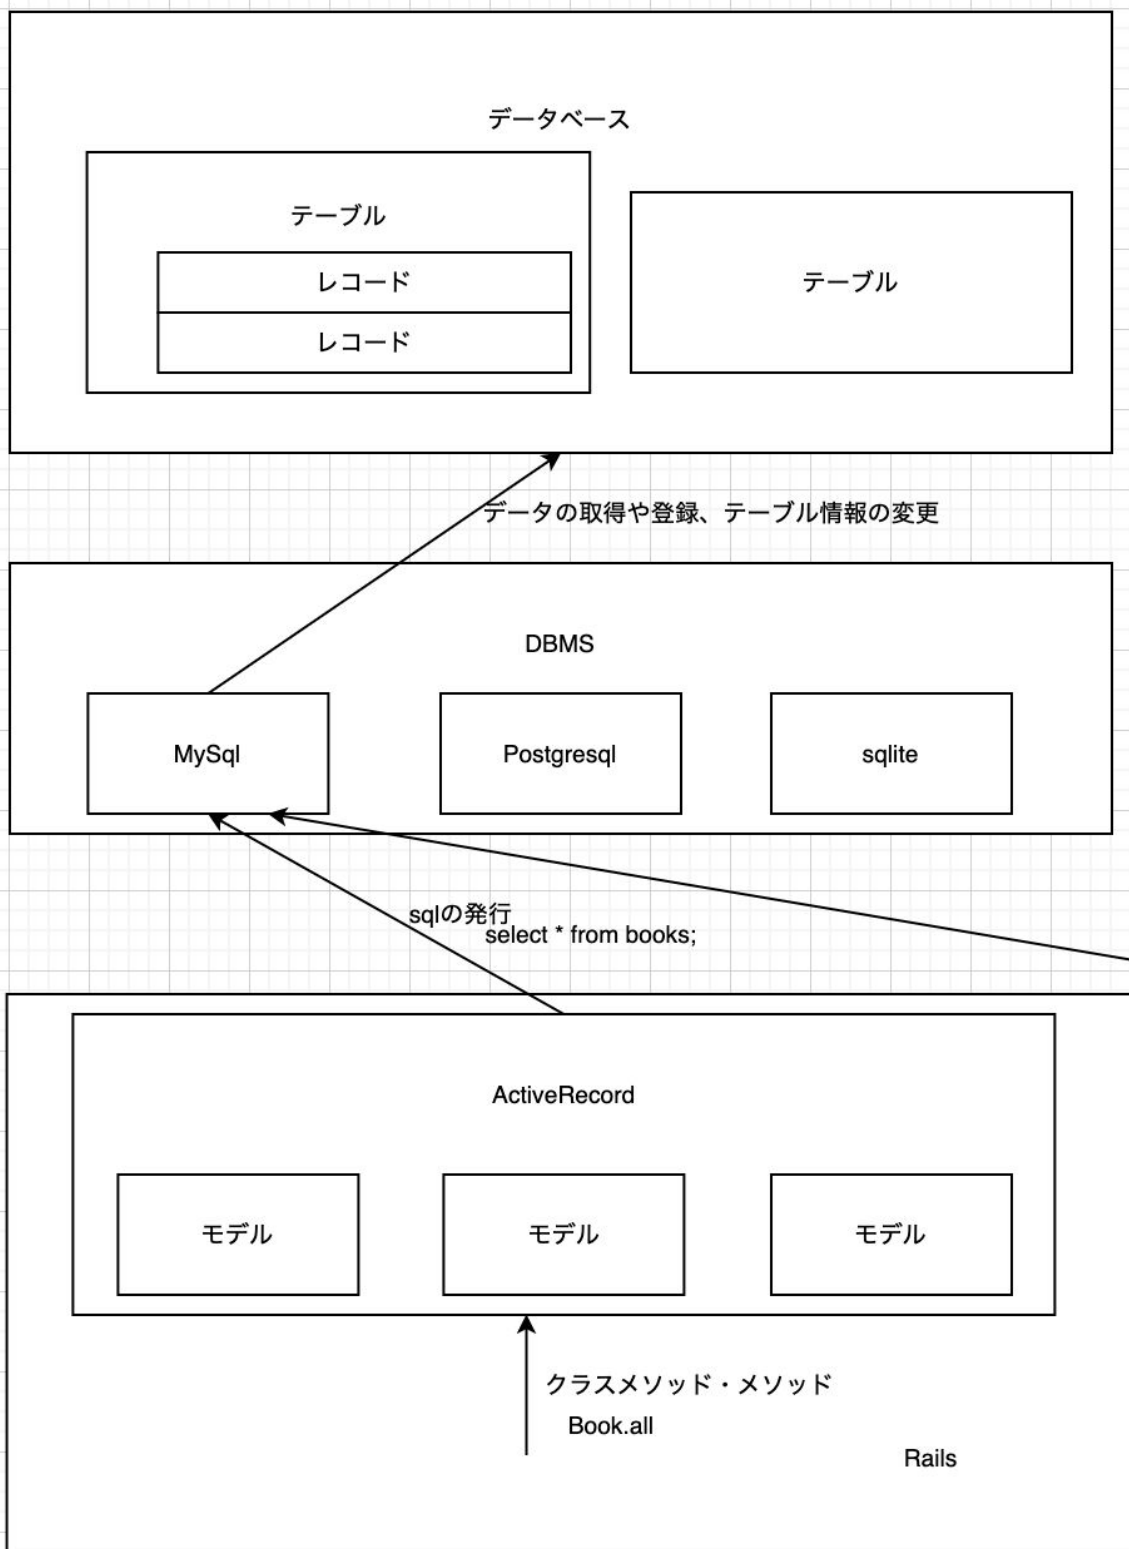 データベース
テーブル
レコード
レコード
テーブル
データの取得や登録、テーブル情報の変更
DBMS
MySql
Postgresql
sqlite
sqlの発行
select * from books;
ActiveRecord
モデル
モデル
モデル
クラスメソッド・メソッド
Book.all
Rails